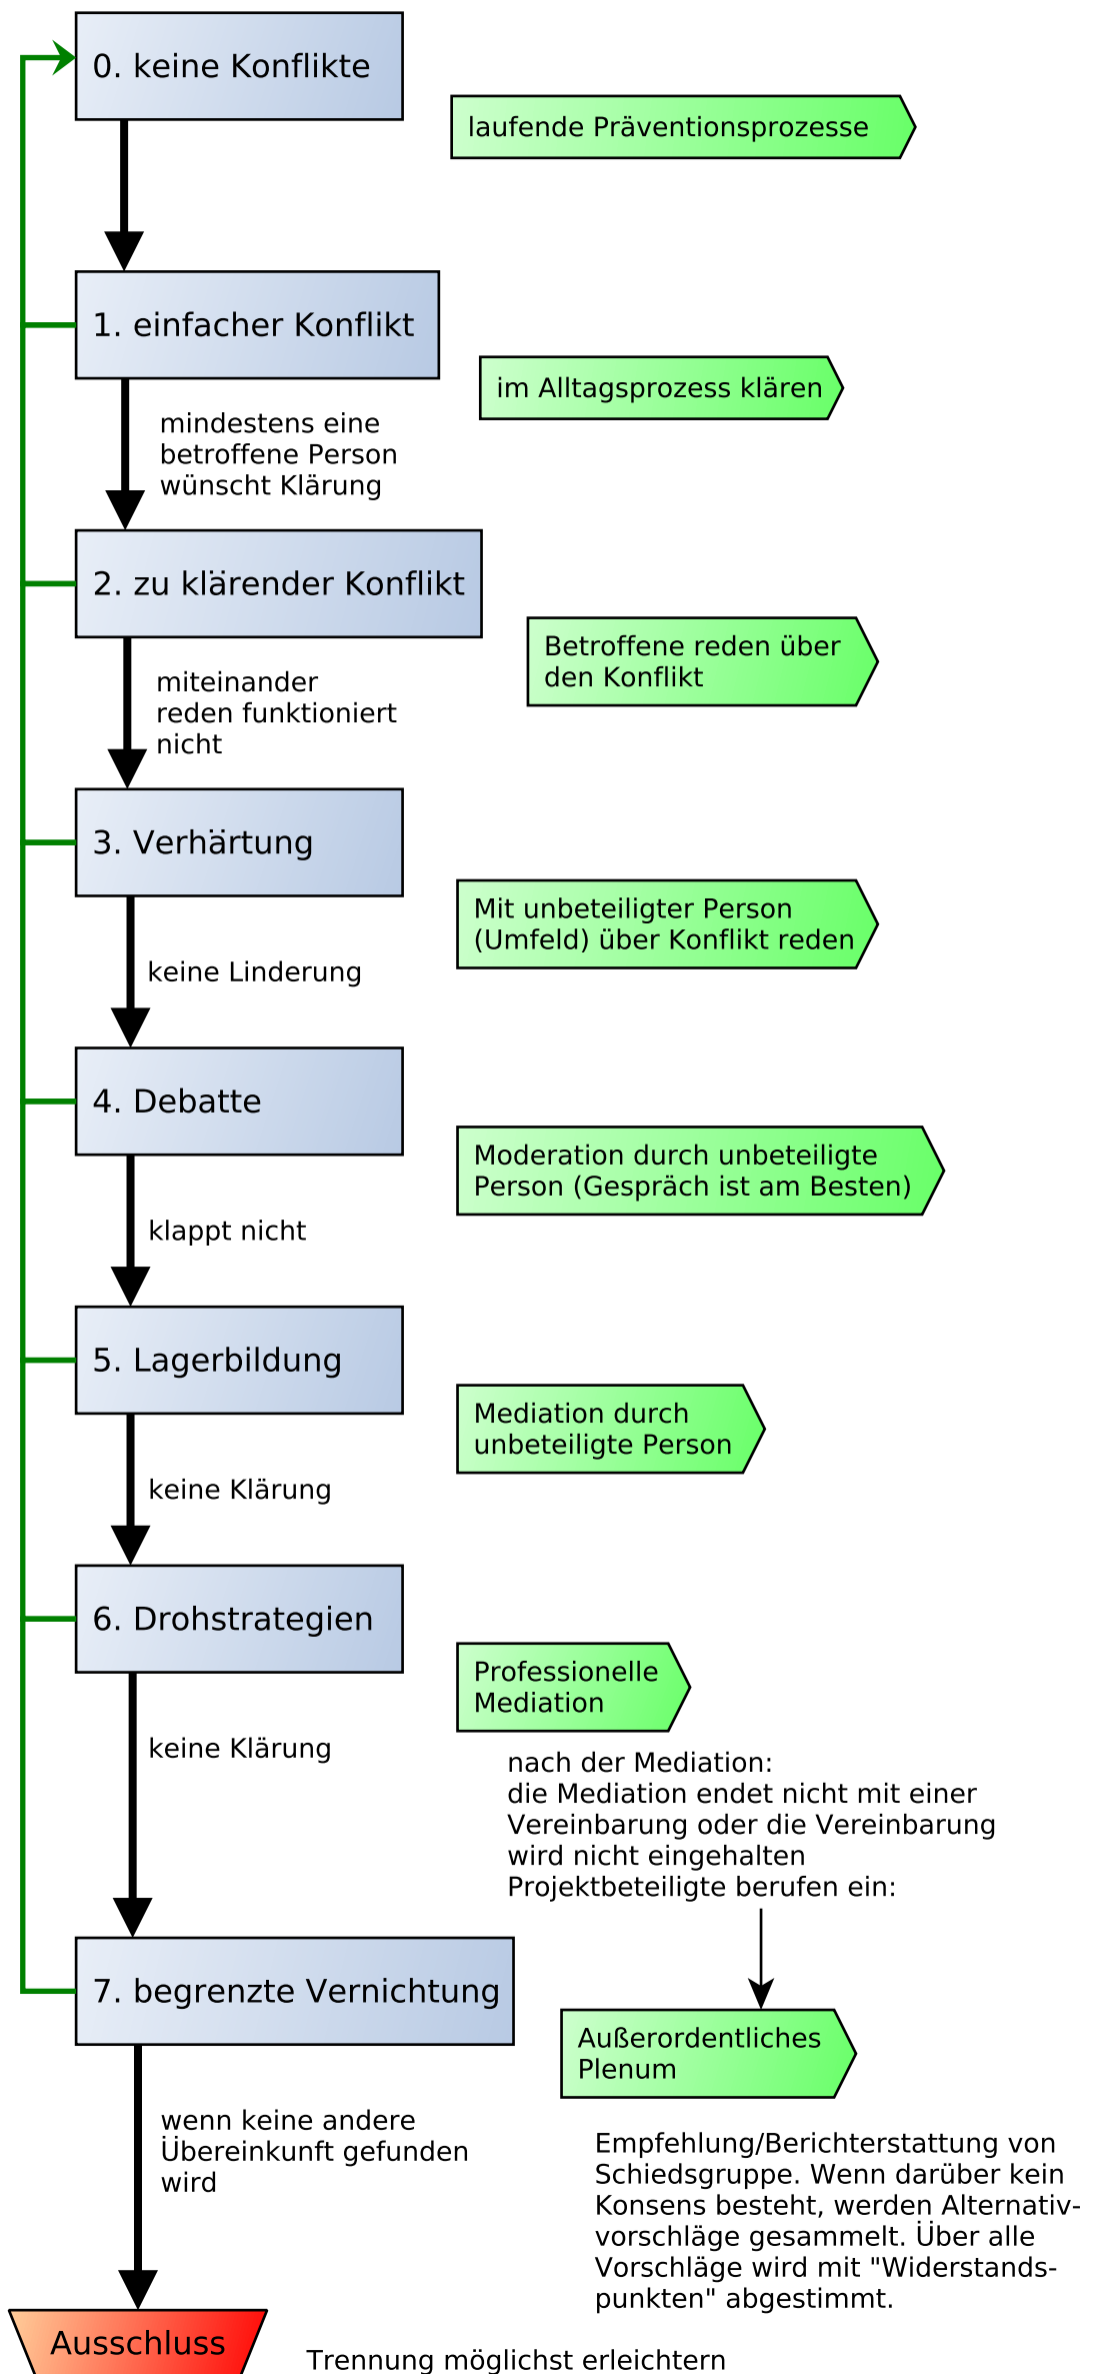 0. keine Konflikte
laufende Präventionsprozesse
1. einfacher Konflikt
im Alltagsprozess klären
mindestens eine
betroffene Person
wünscht Klärung
2. zu klärender Konflikt
Betroffene reden über
den Konflikt
miteinander
reden funktioniert
nicht
3. Verhärtung
Mit unbeteiligter Person
(Umfeld) über Konflikt reden
keine Linderung
4. Debatte
Moderation durch unbeteiligte
Person (Gespräch ist am Besten)
klappt nicht
5. Lagerbildung
Mediation durch
unbeteiligte Person
keine Klärung
6. Drohstrategien
Professionelle
Mediation
keine Klärung
nach der Mediation:
die Mediation endet nicht mit einer
Vereinbarung oder die Vereinbarung
wird nicht eingehalten
Projektbeteiligte berufen ein:
7. begrenzte Vernichtung
Außerordentliches
Plenum
wenn keine andere
Übereinkunft gefunden
wird
Empfehlung/Berichterstattung von
Schiedsgruppe. Wenn darüber kein
Konsens besteht, werden Alternativ-
vorschläge gesammelt. Über alle
Vorschläge wird mit "Widerstands-
punkten" abgestimmt.
Ausschluss
Trennung möglichst erleichtern